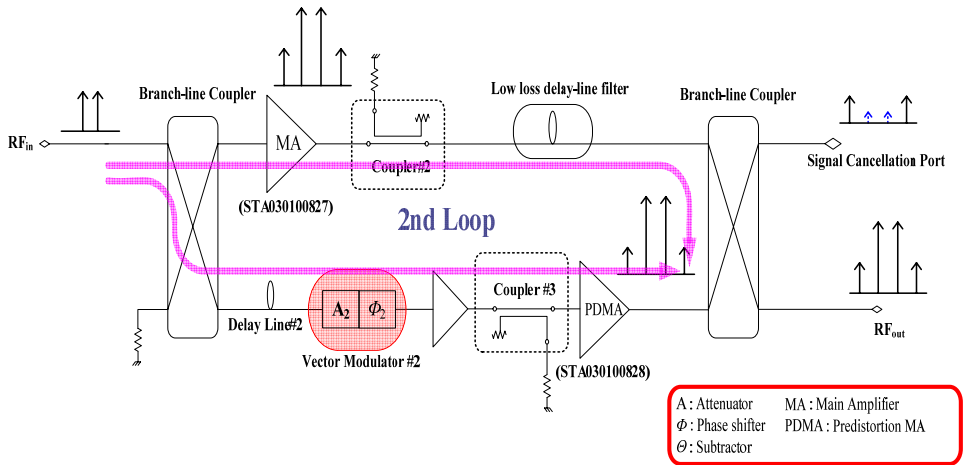 Branch-line Coupler
Low loss delay-line filter
Branch-line Coupler
RFin
MA
Coupler#2
Signal Cancellation Port
(STA030100827)
2nd Loop
Delay Line#2
A2
Φ2
Vector Modulator #2
Coupler #3
PDMA
(STA030100828)
RFout
A : Attenuator
MA : Main Amplifier
Φ : Phase shifter
PDMA : Predistortion MA
Θ : Subtractor